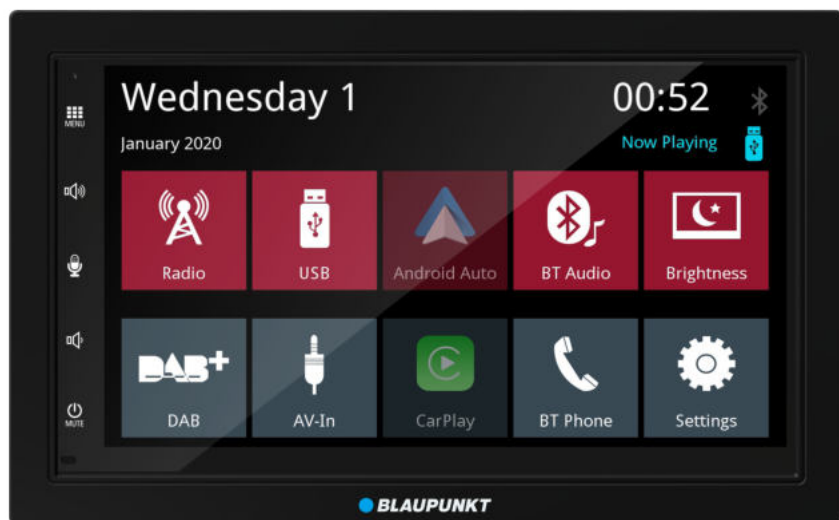 Wednesday 1
00:52
MENU
January 2020
Now Playing
Radio
USB
Android Auto
BT Audio
Brightness
DAB+
DAB
AV-In
CarPlay
BT Phone
Settings
MUTE
BLAUPUNKT